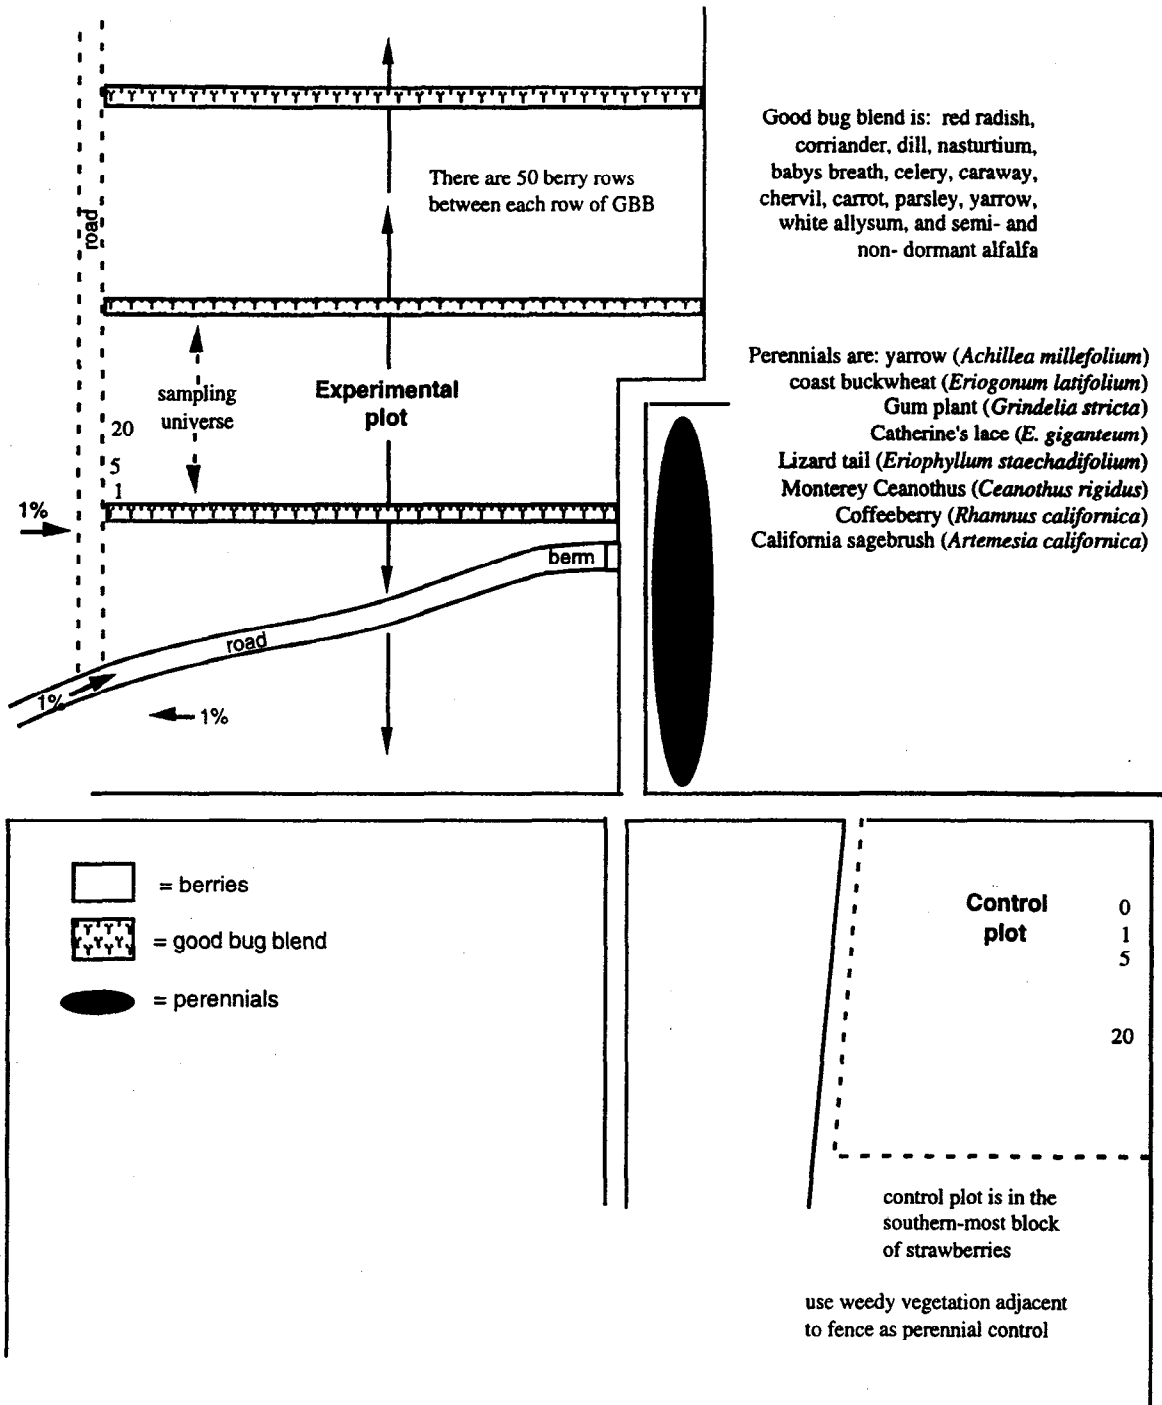 road
There are 50 berry rows
between each row of GBB
Good bug blend is: red radish,
corriander, dill, nasturtium,
babys breath, celery, caraway,
chervil, carrot, parsley, yarrow,
white allysum, and semi- and
non- dormant alfalfa
sampling
universe
Experimental
plot
20
5
1
1%
Perennials are: yarrow (Achillea millefolium)
coast buckwheat (Eriogonum latifolium)
Gum plant (Grindelia stricta)
Catherine's lace (E. giganteum)
Lizard tail (Eriophyllum staechadifolium)
Monterey Ceanothus (Ceanothus rigidus)
Coffeeberry (Rhamnus californica)
California sagebrush (Artemesia californica)
berm
road
1%
1%
= berries
= good bug blend
= perennials
Control
plot
0
1
5
20
control plot is in the
southern-most block
of strawberries
use weedy vegetation adjacent
to fence as perennial control